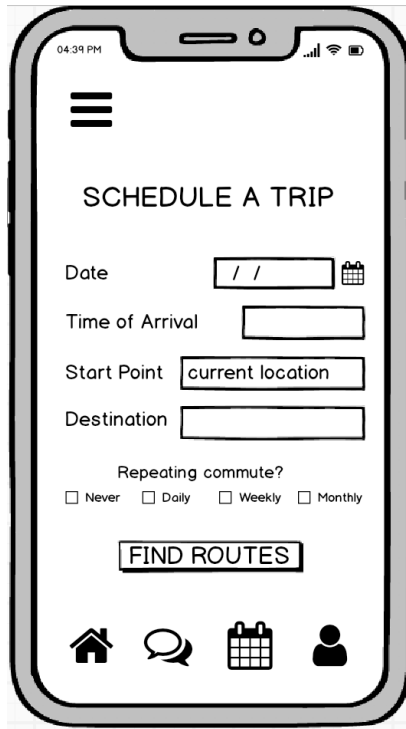 04:39 PM
SCHEDULE A TRIP
Date / /
Time of Arrival
Start Point current location
Destination
Repeating commute?
Never Daily Weekly Monthly
FIND ROUTES